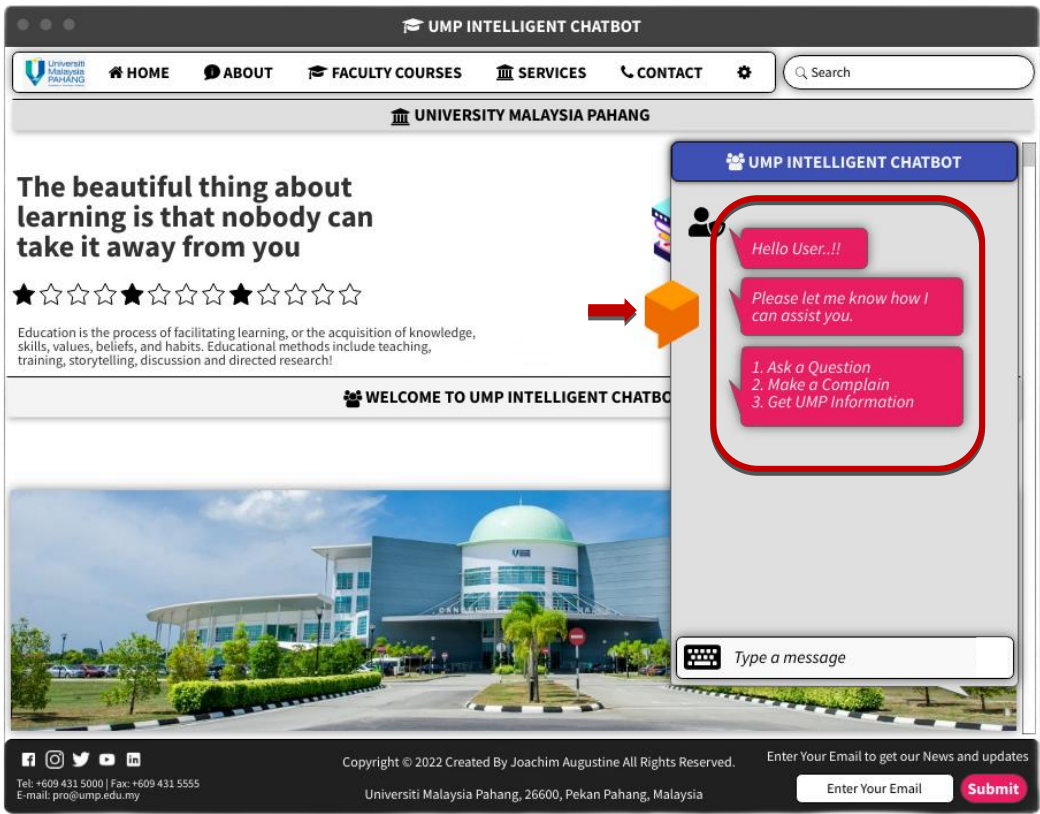 UMP INTELLIGENT CHATBOT
Universiti
Malaysia
PAHANG
HOME
ABOUT
FACULTY COURSES
SERVICES
CONTACT
Search
UNIVERSITY MALAYSIA PAHANG
The beautiful thing about
learning is that nobody can
take it away from you
Education is the process of facilitating learning, or the acquisition of knowledge,
skills, values, beliefs, and habits. Educational methods include teaching,
training, storytelling, discussion and directed research!
WELCOME TO UMP INTELLIGENT CHATBO
UMP INTELLIGENT CHATBOT
Hello User..!!
Please let me know how I
can assist you.
1. Ask a Question
2. Make a Complain
3. Get UMP Information
Type a message
Tel: +609 431 5000 | Fax: +609 431 5555
E-mail: pro@ump.edu.my
Copyright © 2022 Created By Joachim Augustine All Rights Reserved.
Universiti Malaysia Pahang, 26600, Pekan Pahang, Malaysia
Enter Your Email to get our News and updates
Enter Your Email
Submit